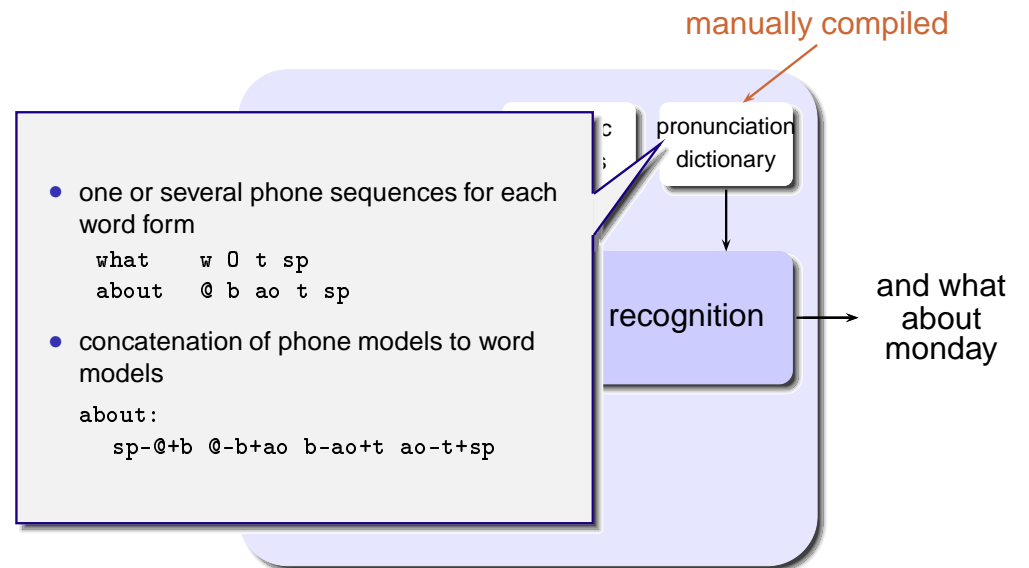 manually compiled
c
s
pronunciation
dictionary
• one or several phone sequences for each
word form
what w O t sp
about @ b ao t sp
• concatenation of phone models to word
models
about:
sp-@+b @-b+ao b-ao+t ao-t+sp
recognition
and what
about
monday